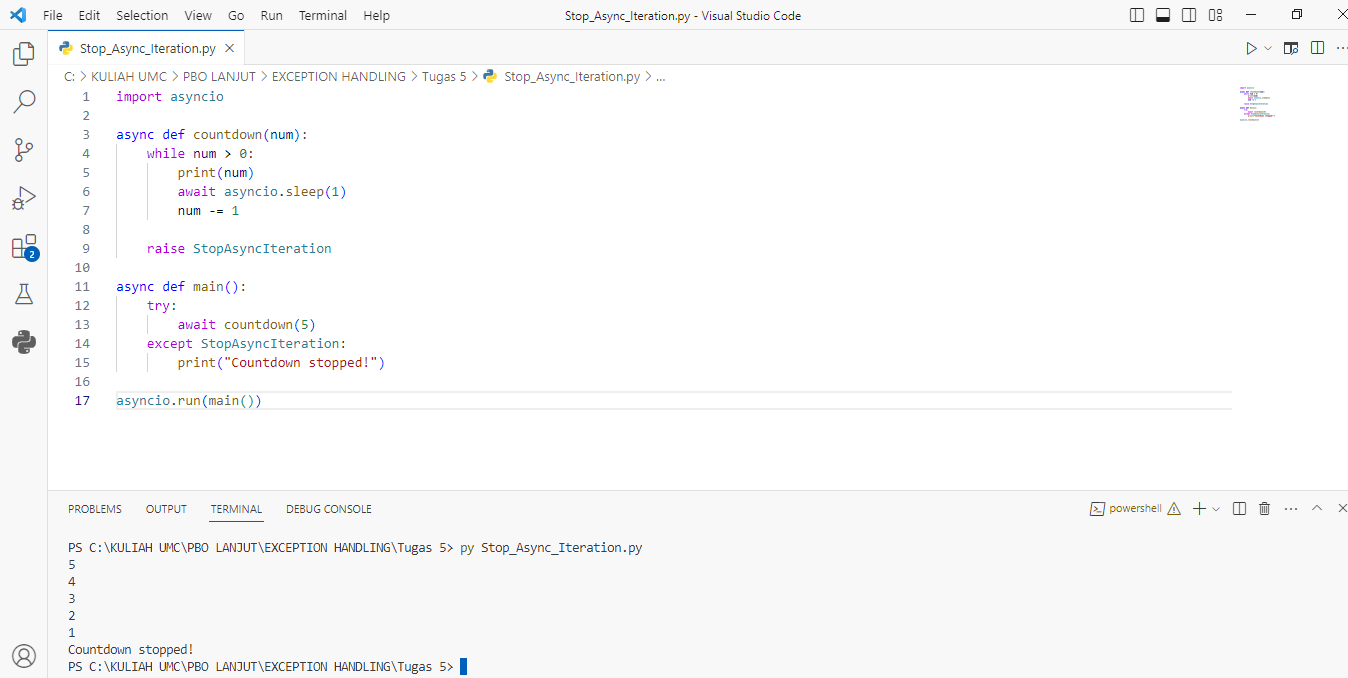 File Edit Selection View Go Run Terminal Help Stop_Async_Iteration.py - Visual Studio Code
Stop_Async_Iteration.py
C: > KULIAH UMC > PBO LANJUT > EXCEPTION HANDLING > Tugas 5 > Stop_Async_Iteration.py > ...
1 import asyncio
2
3 async def countdown(num):
4     while num > 0:
5         print(num)
6         await asyncio.sleep(1)
7         num -= 1
8
9     raise StopAsyncIteration
10
11 async def main():
12     try:
13         await countdown(5)
14     except StopAsyncIteration:
15         print("Countdown stopped!")
16
17 asyncio.run(main())
2
PROBLEMS OUTPUT TERMINAL DEBUG CONSOLE powershell
PS C:\KULIAH UMC\PBO LANJUT\EXCEPTION HANDLING\Tugas 5> py Stop_Async_Iteration.py
5
4
3
2
1
Countdown stopped!
PS C:\KULIAH UMC\PBO LANJUT\EXCEPTION HANDLING\Tugas 5>